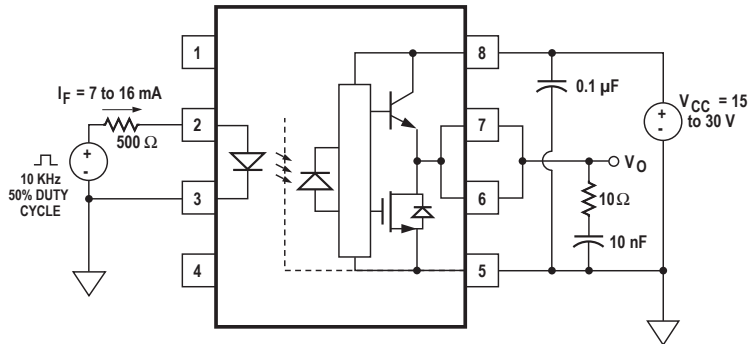 1
8
I_F = 7 to 16 mA
0.1 µF
V_CC = 15
to 30 V
+
-
2
500 Ω
7
+
-
10 KHz
50% DUTY
CYCLE
V_O
3
6
10Ω
10 nF
4
5